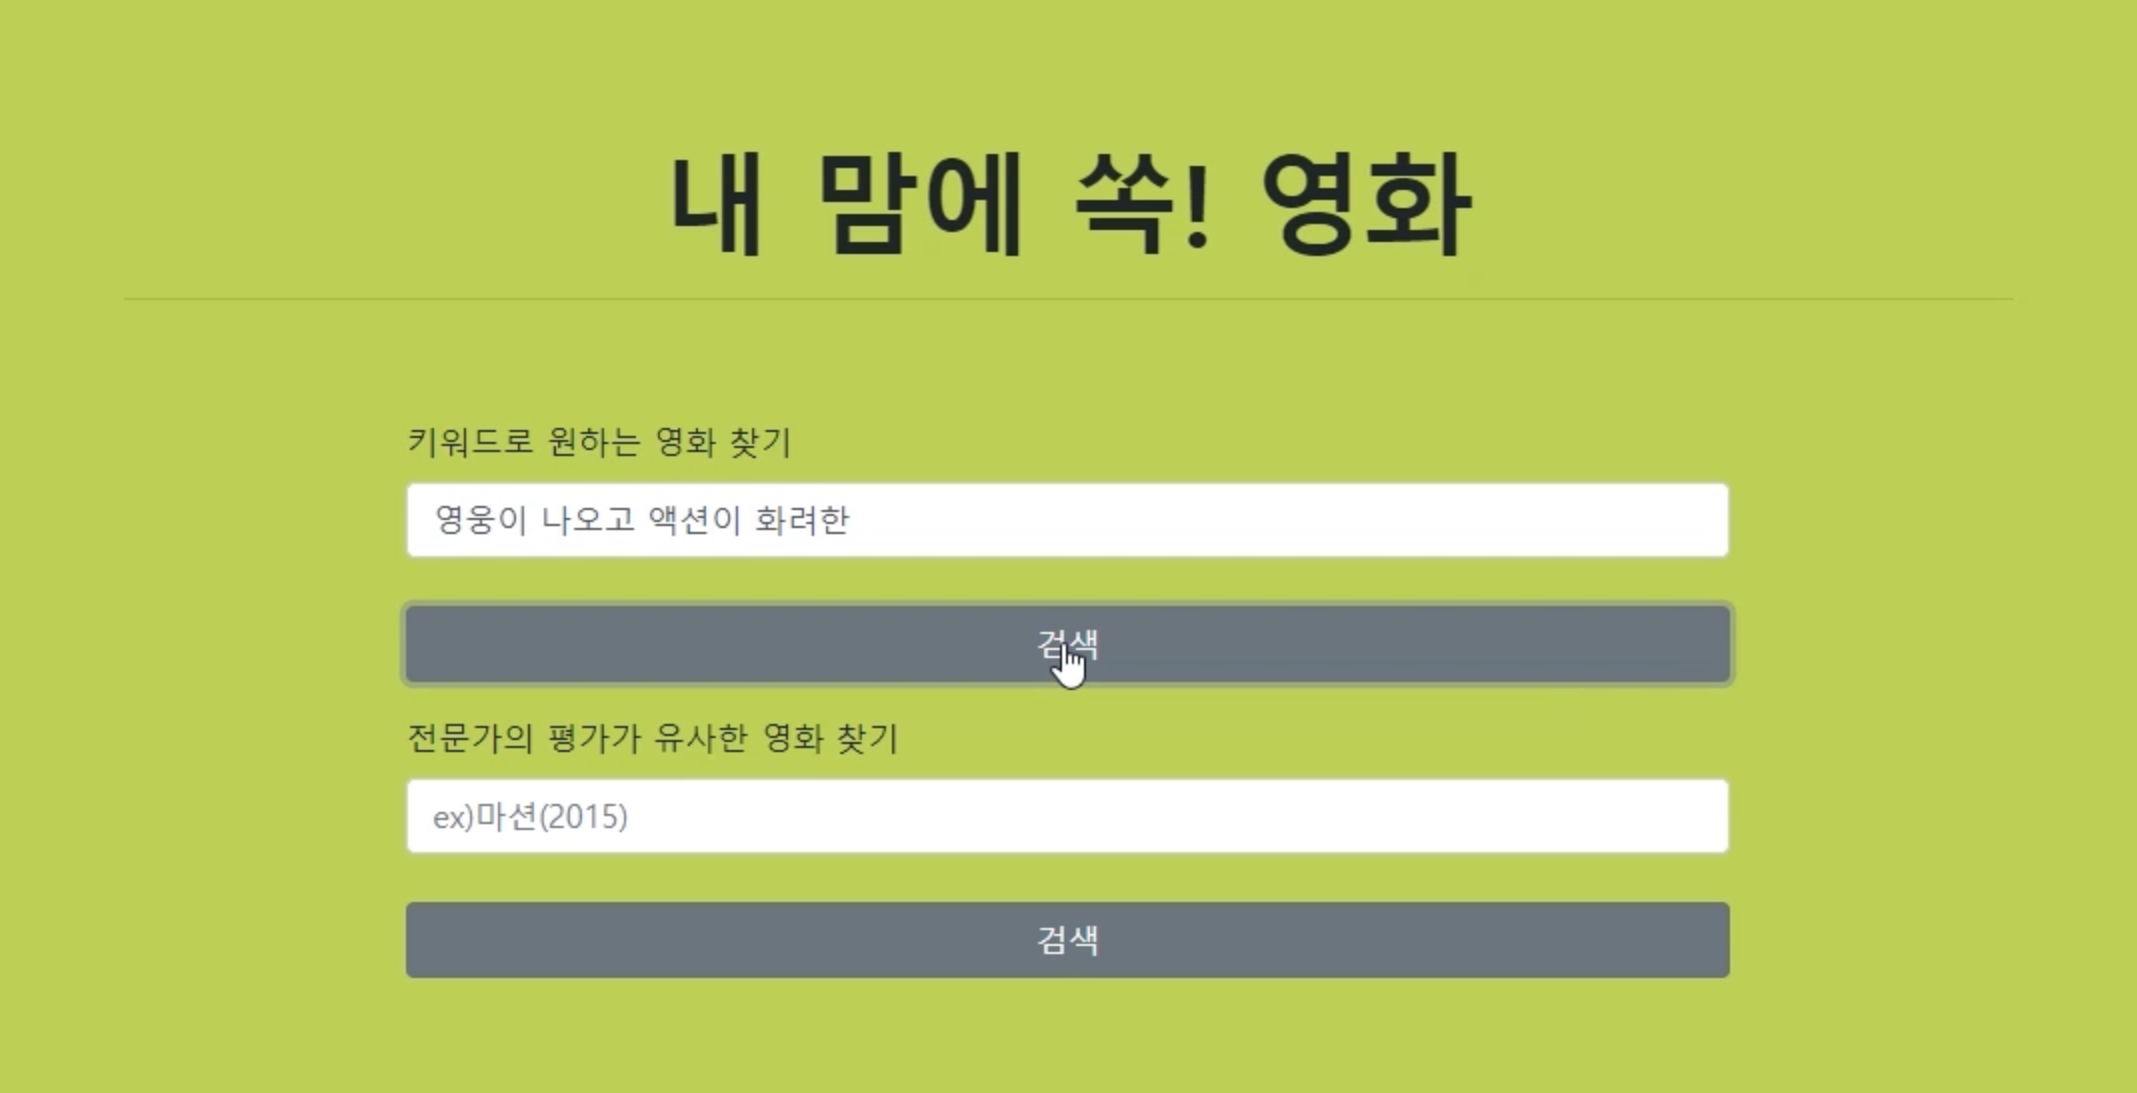 내 맘에 쏙! 영화
키워드로 원하는 영화 찾기
영웅이 나오고 액션이 화려한
검색
전문가의 평가가 유사한 영화 찾기
ex)마션(2015)
검색